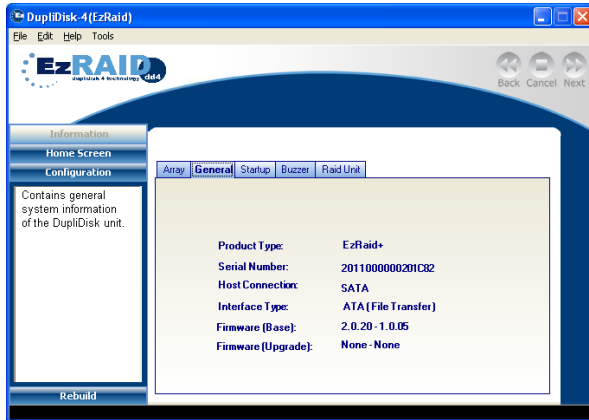 DupliDisk-4(EzRaid)
File Edit Help Tools
EzRAID
duplidisk 4 technology dd4
Back Cancel Next
Information
Home Screen
Configuration
Contains general
system information
of the DupliDisk unit.
Rebuild
Array General Startup Buzzer Raid Unit
Product Type: EzRaid+
Serial Number: 2011000000201C82
Host Connection: SATA
Interface Type: ATA (File Transfer)
Firmware (Base): 2.0.20 - 1.0.05
Firmware (Upgrade): None - None